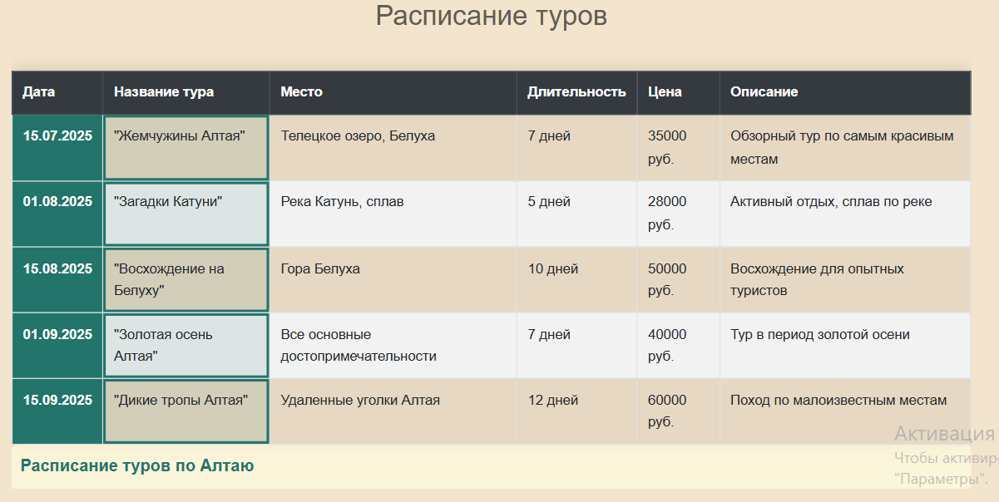 Расписание туров
Дата Название тура Место Длительность Цена Описание
15.07.2025 "Жемчужины Алтая" Телецкое озеро, Белуха 7 дней 35000 Обзорный тур по самым красивым
руб. местам
01.08.2025 "Загадки Катуни" Река Катунь, сплав 5 дней 28000 Активный отдых, сплав по реке
руб.
15.08.2025 "Восхождение на Гора Белуха 10 дней 50000 Восхождение для опытных
Белуху" руб. туристов
01.09.2025 "Золотая осень Все основные 7 дней 40000 Тур в период золотой осени
Алтая" достопримечательности руб.
15.09.2025 "Дикие тропы Алтая" Удаленные уголки Алтая 12 дней 60000 Поход по малоизвестным местам
руб.
Активация
Расписание туров по Алтаю
Чтобы активиро
"Параметры".